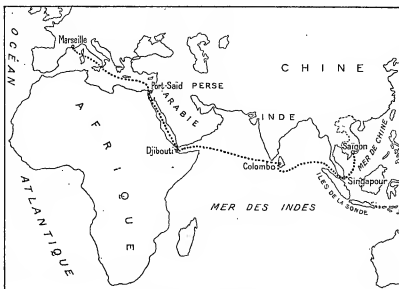 OCÉAN
Marseille
CHINE
Port-Saïd
PERSE
ARABIE
INDE
AFRIQUE
Saïgon
MER DE CHINE
Djibouti
Colombo
Singapour
ILES DE LA SONDE
MER DES INDES
ATLANTIQUE